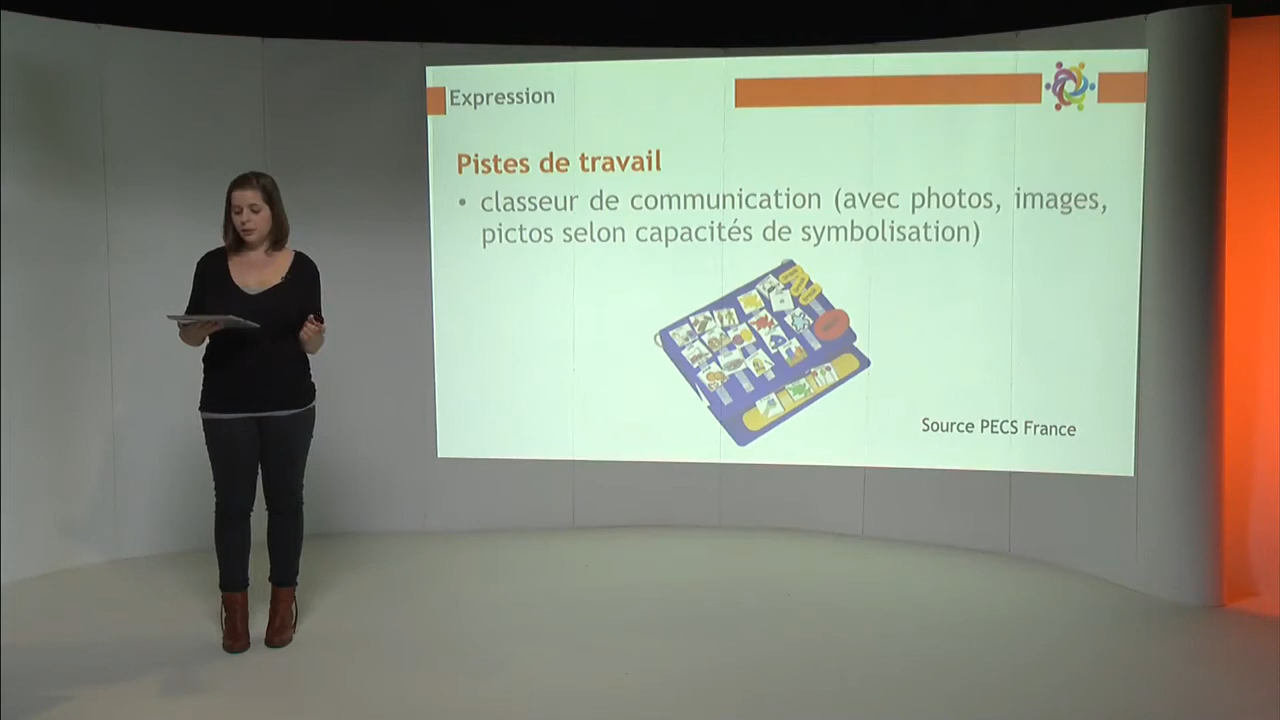 Expression
Pistes de travail
• classeur de communication (avec photos, images,
pictos selon capacités de symbolisation)
Source PECS France